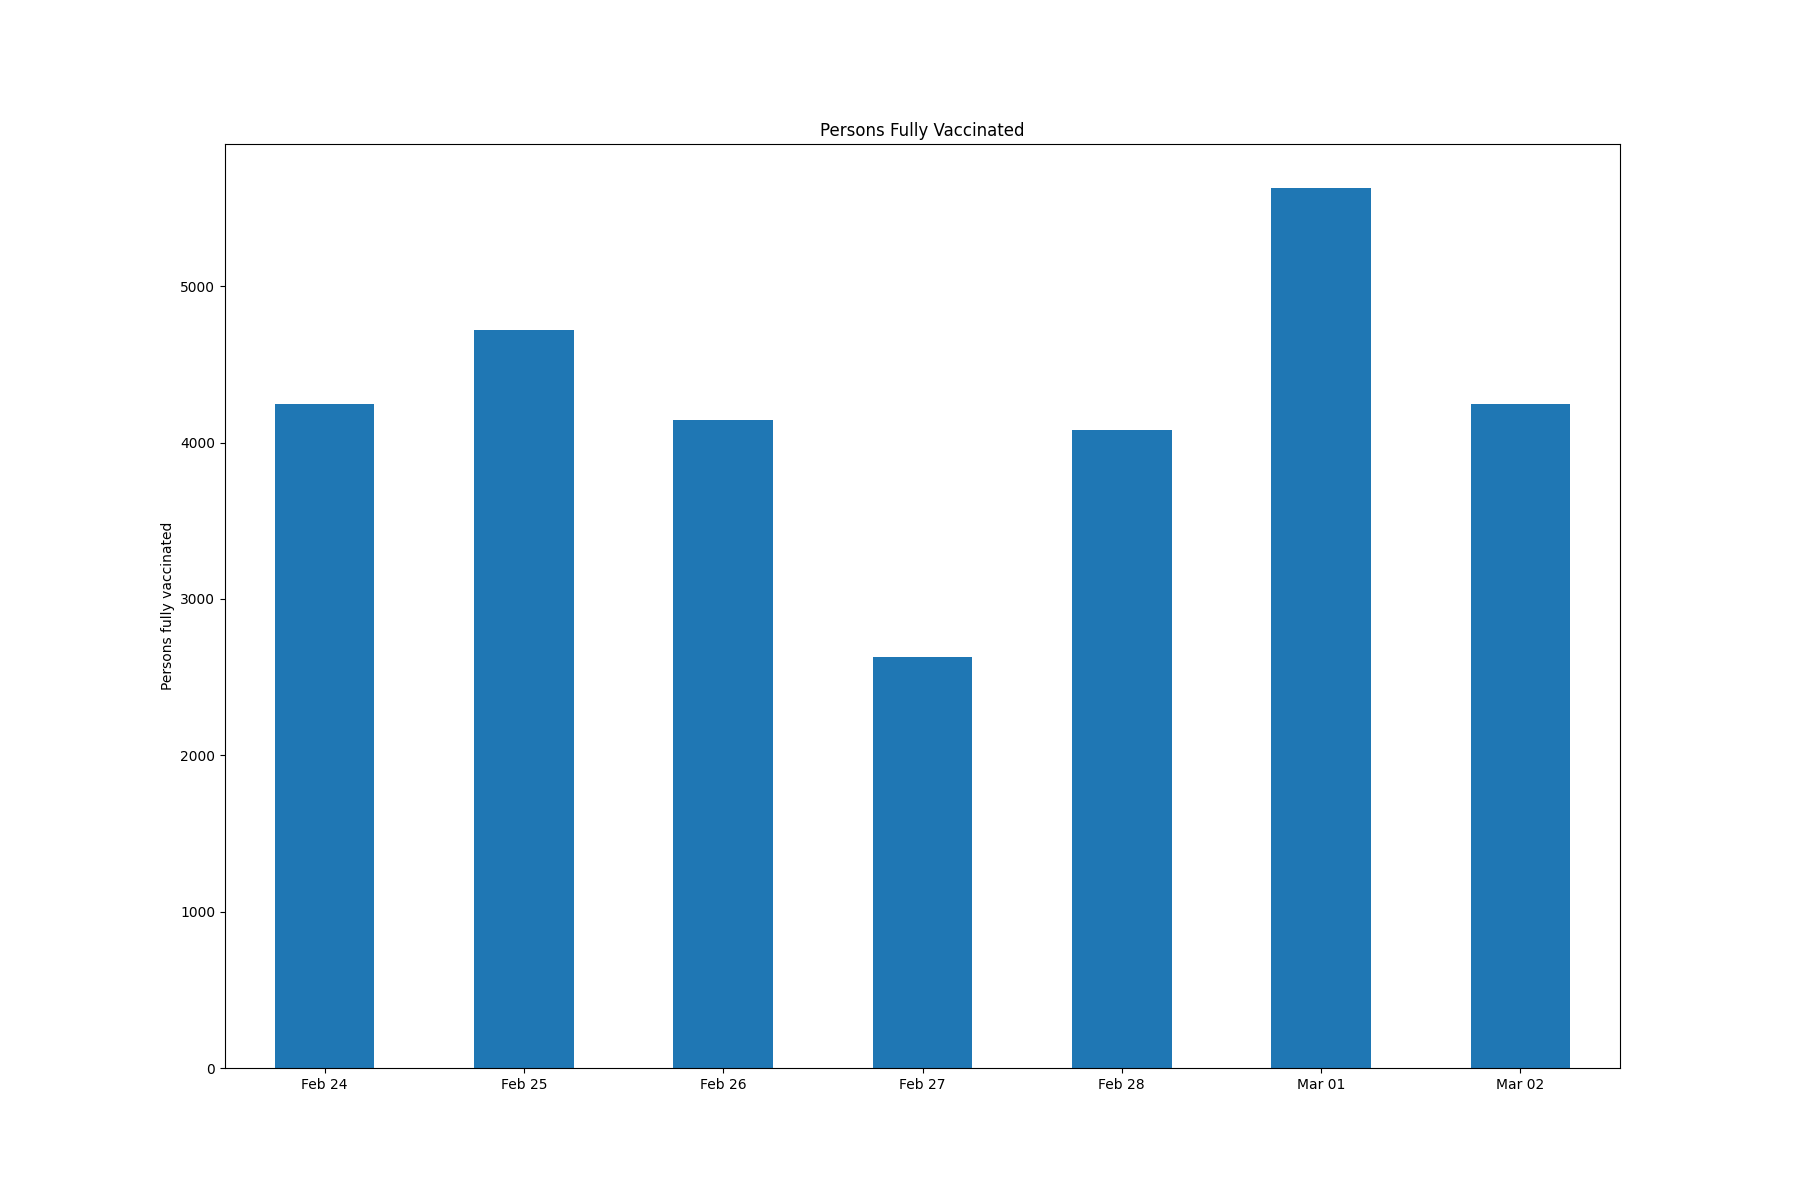 Persons Fully Vaccinated
Persons fully vaccinated
5000
4000
3000
2000
1000
0
Feb 24
Feb 25
Feb 26
Feb 27
Feb 28
Mar 01
Mar 02